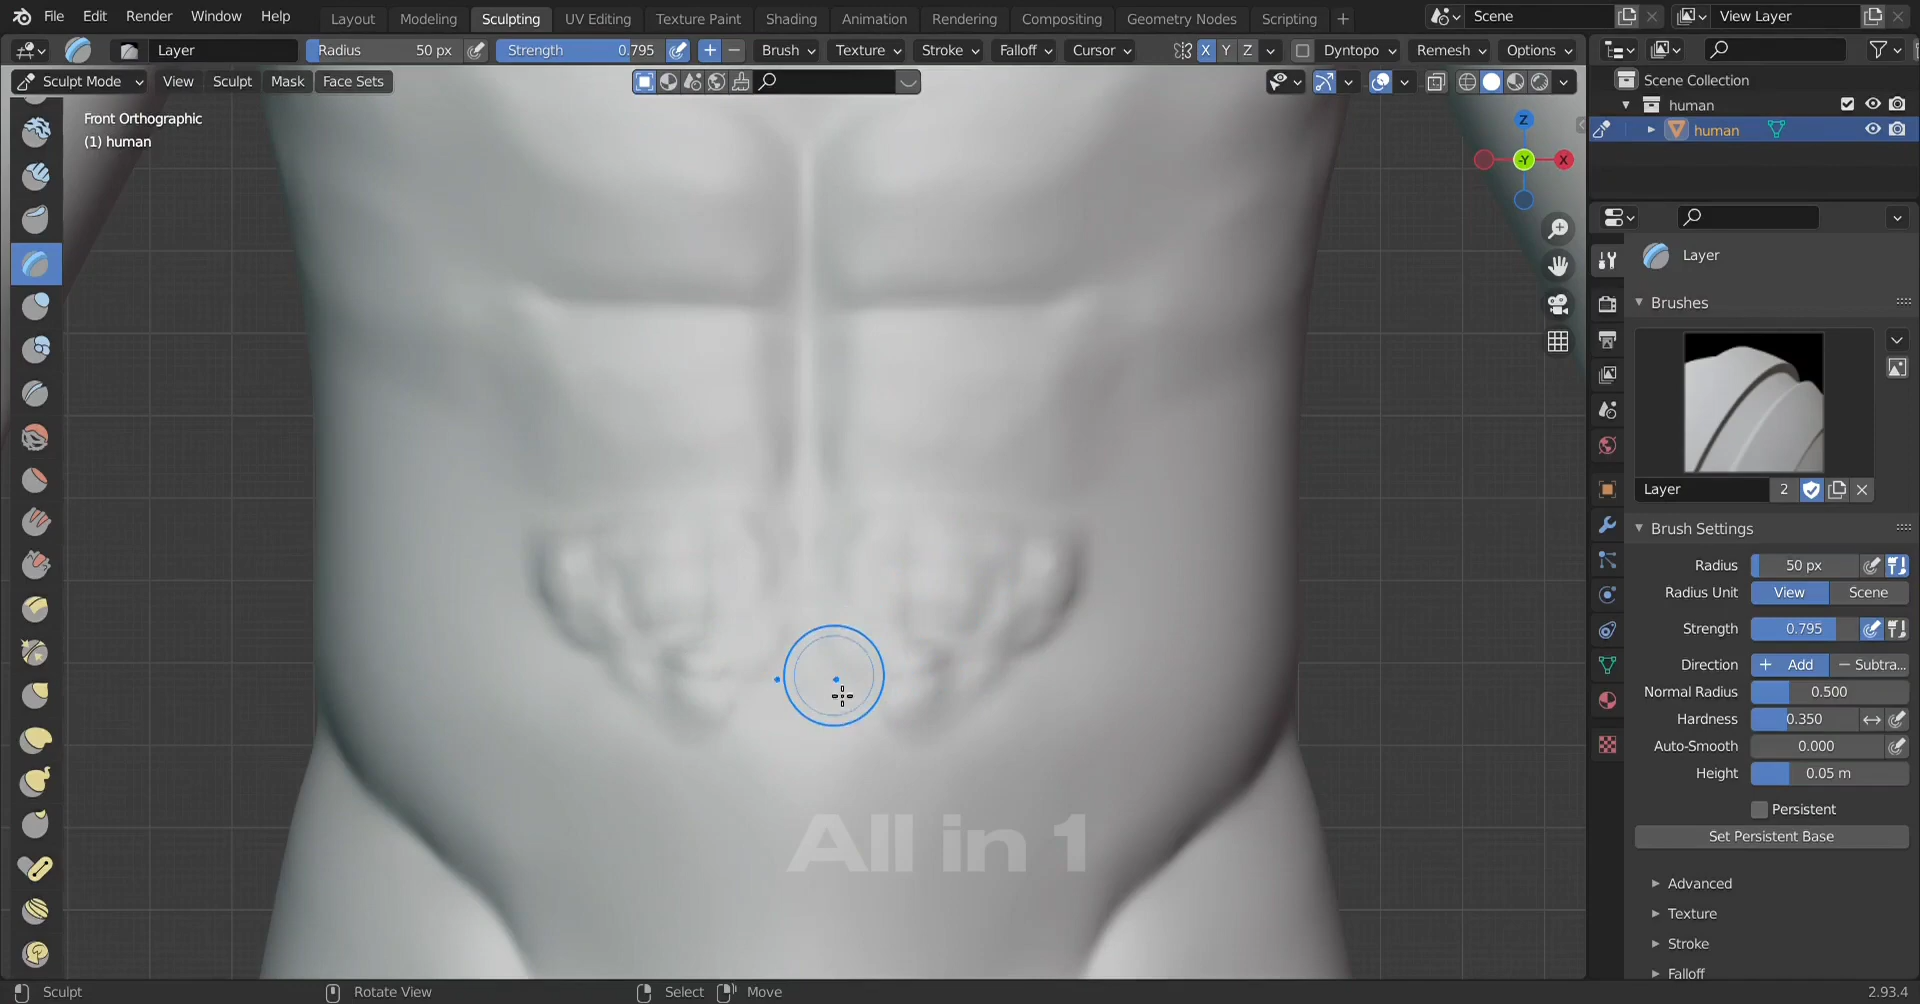 File Edit Render Window Help Layout Modeling Sculpting UV Editing Texture Paint Shading Animation Rendering Compositing Geometry Nodes Scripting + Scene View Layer
Layer Radius 50 px Strength 0.795 + − Brush Texture Stroke Falloff Cursor X Y Z Dyntopo Remesh Options
Sculpt Mode View Sculpt Mask Face Sets
Scene Collection
human
human
Front Orthographic
(1) human
Z
-Y X
Layer
Brushes
Layer 2
Brush Settings
Radius 50 px
Radius Unit View Scene
Strength 0.795
Direction + Add − Subtra...
Normal Radius 0.500
Hardness 0.350
Auto-Smooth 0.000
Height 0.05 m
Persistent
Set Persistent Base
All in 1
Advanced
Texture
Stroke
Falloff
Sculpt Rotate View Select Move 2.93.4